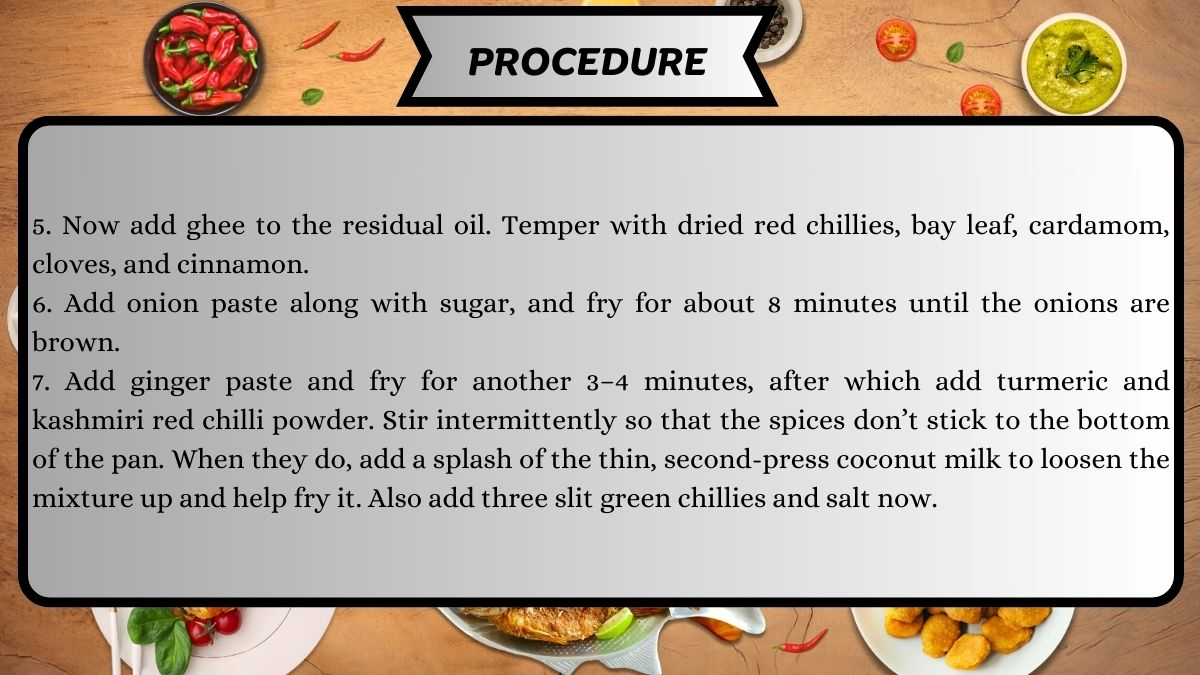 PROCEDURE
5. Now add ghee to the residual oil. Temper with dried red chillies, bay leaf, cardamom,
cloves, and cinnamon.
6. Add onion paste along with sugar, and fry for about 8 minutes until the onions are
brown.
7. Add ginger paste and fry for another 3–4 minutes, after which add turmeric and
kashmiri red chilli powder. Stir intermittently so that the spices don’t stick to the bottom
of the pan. When they do, add a splash of the thin, second-press coconut milk to loosen the
mixture up and help fry it. Also add three slit green chillies and salt now.